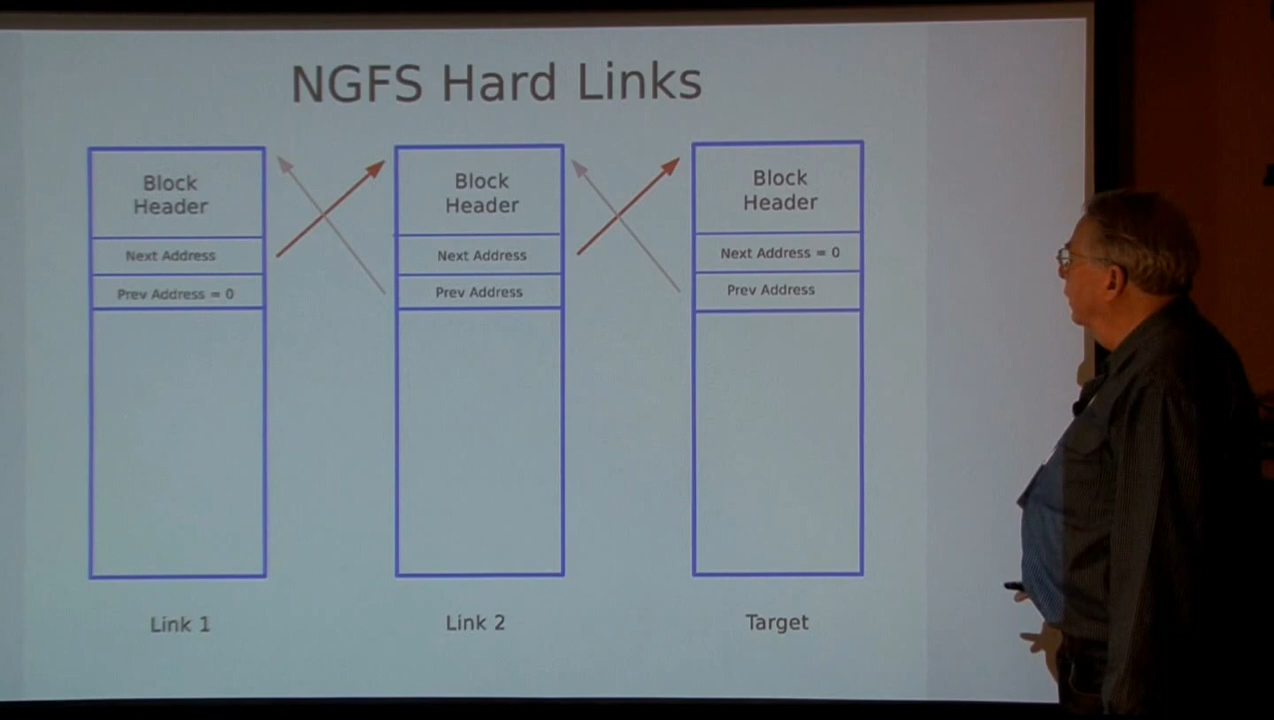 NGFS Hard Links
Block
Header
Next Address
Prev Address = 0
Link 1
Block
Header
Next Address
Prev Address
Link 2
Block
Header
Next Address = 0
Prev Address
Target